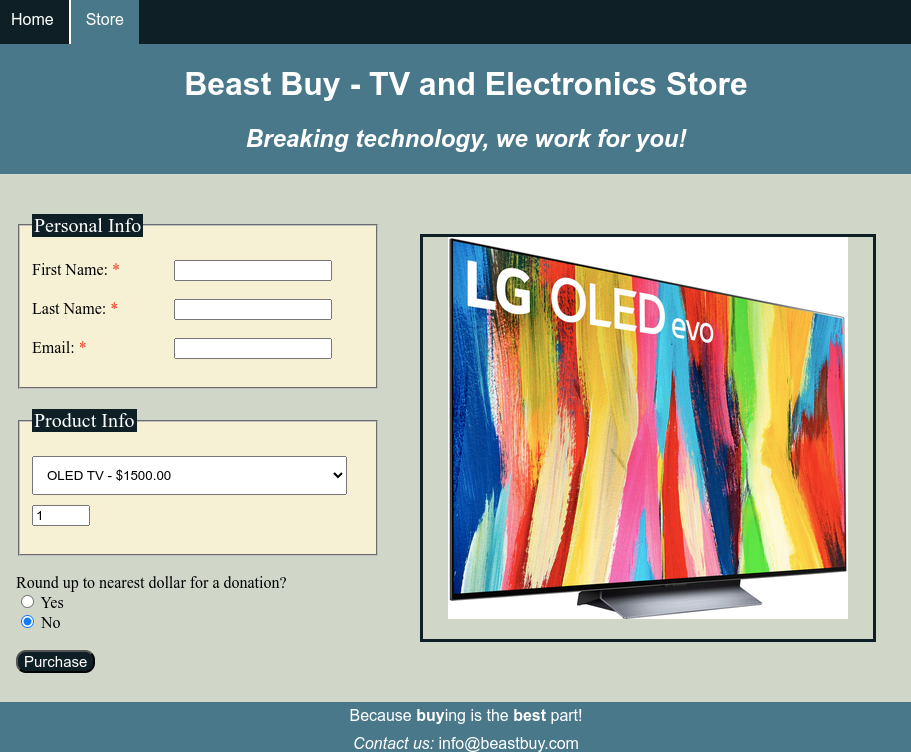 Home Store
Beast Buy - TV and Electronics Store
Breaking technology, we work for you!
Personal Info
First Name: *
Last Name: *
Email: *
Product Info
OLED TV - $1500.00
1
Round up to nearest dollar for a donation?
Yes
No
Purchase
LG OLED evo
Because buying is the best part!
Contact us: info@beastbuy.com